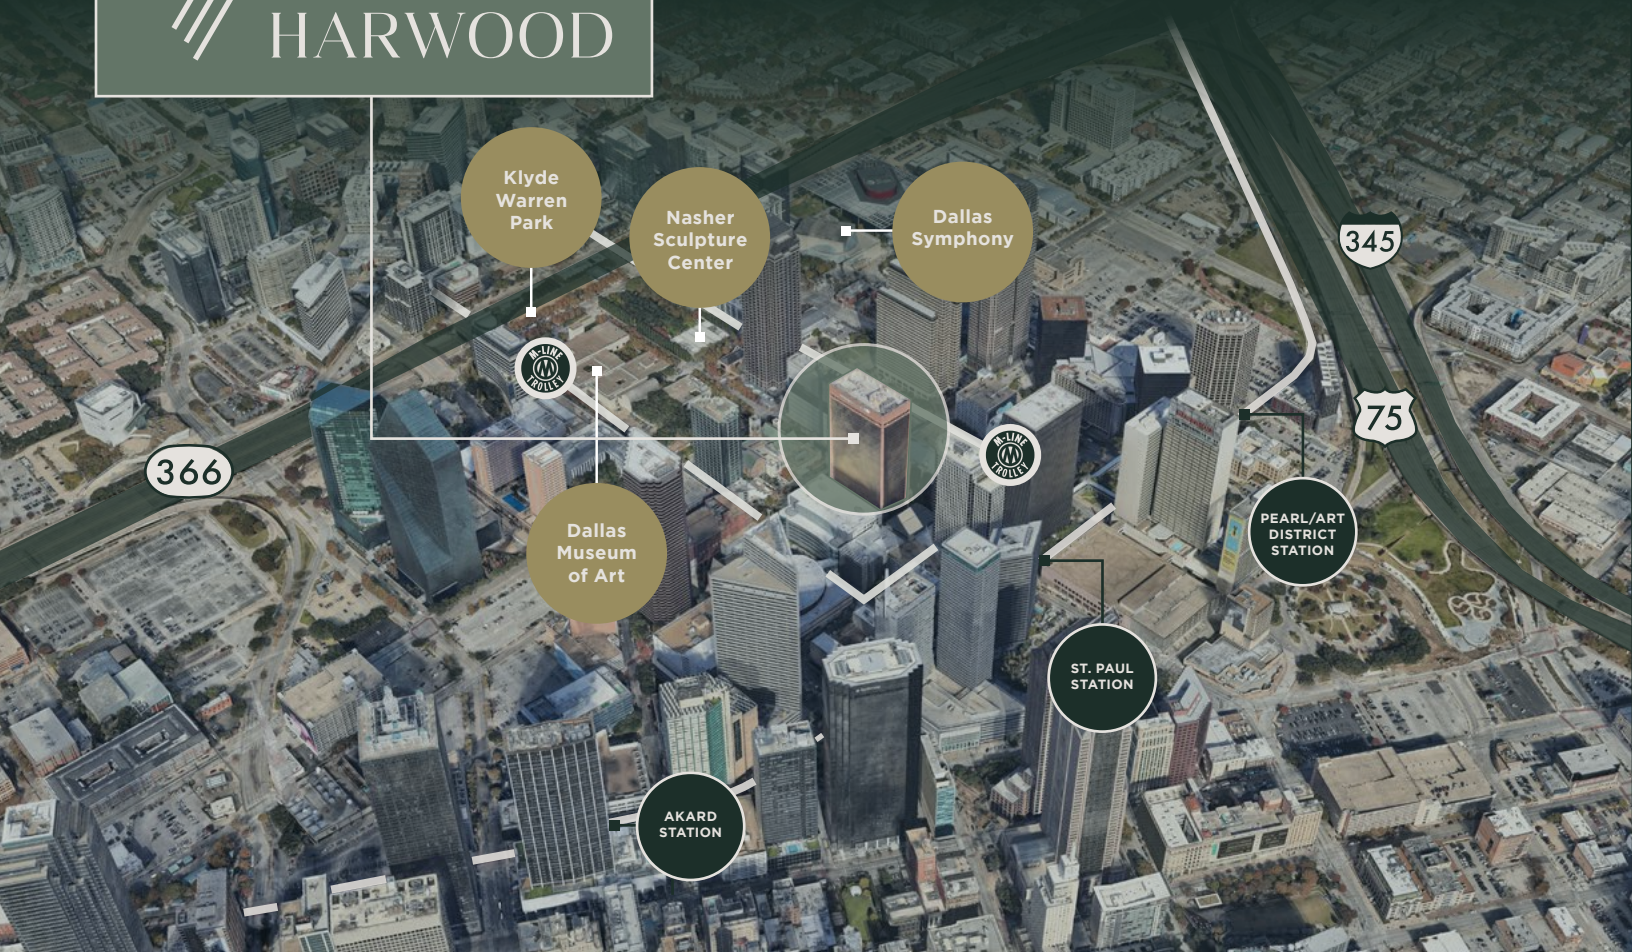 HARWOOD
Klyde
Warren
Park
Nasher
Sculpture
Center
Dallas
Symphony
345
M-LINE
TROLLEY
75
366
M-LINE
TROLLEY
Dallas
Museum
of Art
PEARL/ART
DISTRICT
STATION
ST. PAUL
STATION
AKARD
STATION